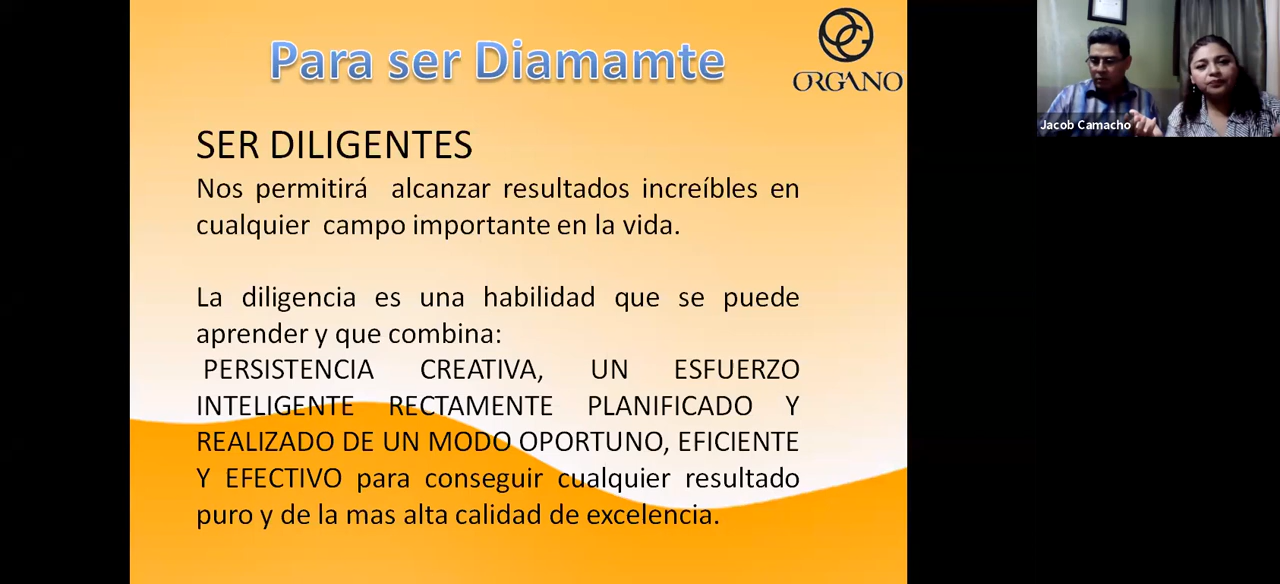 Para ser Diamamte
ORGANO
Jacob Camacho
SER DILIGENTES
Nos permitirá alcanzar resultados increíbles en
cualquier campo importante en la vida.
La diligencia es una habilidad que se puede
aprender y que combina:
PERSISTENCIA CREATIVA, UN ESFUERZO
INTELIGENTE RECTAMENTE PLANIFICADO Y
REALIZADO DE UN MODO OPORTUNO, EFICIENTE
Y EFECTIVO para conseguir cualquier resultado
puro y de la mas alta calidad de excelencia.